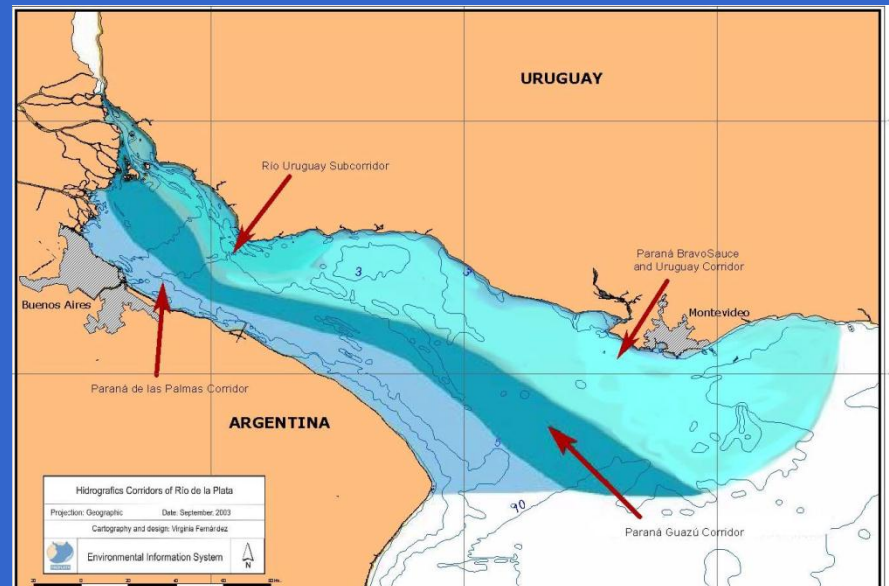 URUGUAY
Río Uruguay Subcorridor
Paraná BravoSauce
and Uruguay Corridor
3
3
Buenos Aires
Montevideo
Paraná de las Palmas Corridor
ARGENTINA
Paraná Guazú Corridor
Hidrografics Corridors of Río de la Plata
Projection: Geographic
Date: September, 2003
Cartography and design: Virginia Fernández
Environmental Information System
N